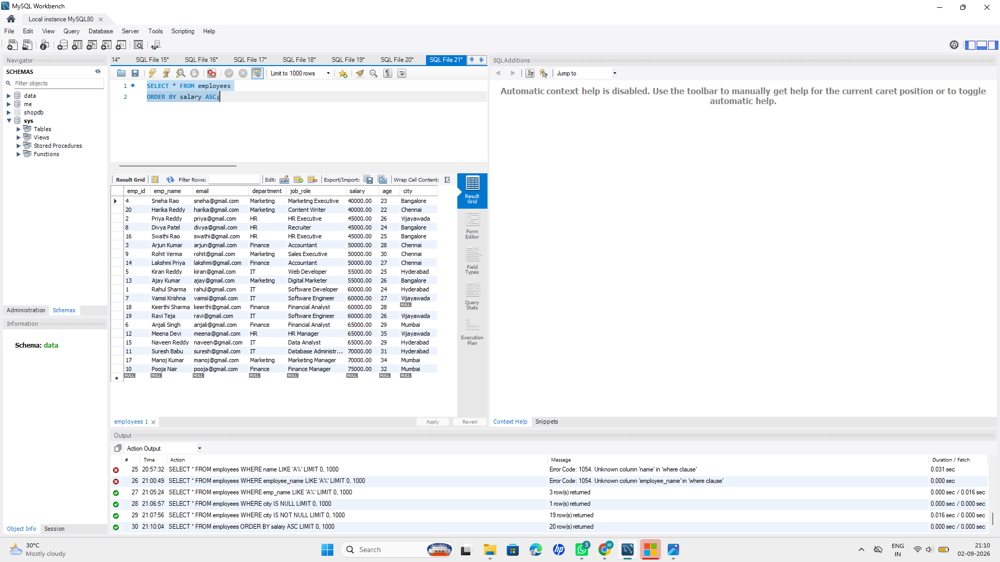 MySQL Workbench
Local instance MySQL80
File Edit View Query Database Server Tools Scripting Help
Navigator
SCHEMAS
Filter objects
data
me
shopdb
sys
Tables
Views
Stored Procedures
Functions
Administration Schemas
Information
Schema: data
Object Info Session
14* SQL File 15* SQL File 16* SQL File 17* SQL File 18* SQL File 19* SQL File 20* SQL File 21*
Limit to 1000 rows
1 SELECT * FROM employees
2 ORDER BY salary ASC;
Result Grid Filter Rows: Edit: Export/Import: Wrap Cell Content:
emp_id emp_name email department job_role salary age city
4 Sneha Rao sneha@gmail.com Marketing Marketing Executive 40000.00 23 Bangalore
20 Harika Reddy harika@gmail.com Marketing Content Writer 40000.00 22 Chennai
2 Priya Reddy priya@gmail.com HR HR Executive 45000.00 26 Vijayawada
8 Divya Patel divya@gmail.com HR Recruiter 45000.00 24 Bangalore
16 Swathi Rao swathi@gmail.com HR HR Executive 45000.00 25 Bangalore
3 Arjun Kumar arjun@gmail.com Finance Accountant 50000.00 28 Chennai
9 Rohit Verma rohit@gmail.com Marketing Sales Executive 50000.00 30 Chennai
14 Lakshmi Priya lakshmi@gmail.com Finance Accountant 50000.00 27 Chennai
5 Kiran Reddy kiran@gmail.com IT Web Developer 55000.00 25 Hyderabad
13 Ajay Kumar ajay@gmail.com Marketing Digital Marketer 55000.00 26 Bangalore
1 Rahul Sharma rahul@gmail.com IT Software Developer 60000.00 24 Hyderabad
7 Vamsi Krishna vamsi@gmail.com IT Software Engineer 60000.00 27 Vijayawada
18 Keerthi Sharma keerthi@gmail.com Finance Financial Analyst 60000.00 28 NULL
19 Ravi Teja ravi@gmail.com IT Software Engineer 60000.00 26 Vijayawada
6 Anjali Singh anjali@gmail.com Finance Financial Analyst 65000.00 29 Mumbai
12 Meena Devi meena@gmail.com HR HR Manager 65000.00 35 Vijayawada
15 Naveen Reddy naveen@gmail.com IT Data Analyst 65000.00 29 Hyderabad
11 Suresh Babu suresh@gmail.com IT Database Administr... 70000.00 31 Hyderabad
17 Manoj Kumar manoj@gmail.com Marketing Marketing Manager 70000.00 34 Mumbai
10 Pooja Nair pooja@gmail.com Finance Finance Manager 75000.00 32 Mumbai
NULL NULL NULL NULL NULL NULL NULL NULL
Result Grid
Form Editor
Field Types
Query Stats
Execution Plan
employees 1 Apply Revert
SQLAdditions
Jump to
Automatic context help is disabled. Use the toolbar to manually get help for the current caret position or to toggle
automatic help.
Context Help Snippets
Output
Action Output
# Time Action Message Duration / Fetch
25 20:57:32 SELECT * FROM employees WHERE name LIKE 'A%' LIMIT 0, 1000 Error Code: 1054. Unknown column 'name' in 'where clause' 0.031 sec
26 21:00:49 SELECT * FROM employees WHERE employee_name LIKE 'A%' LIMIT 0, 1000 Error Code: 1054. Unknown column 'employee_name' in 'where clause' 0.000 sec
27 21:05:24 SELECT * FROM employees WHERE emp_name LIKE 'A%' LIMIT 0, 1000 3 row(s) returned 0.000 sec / 0.016 sec
28 21:06:57 SELECT * FROM employees WHERE city IS NULL LIMIT 0, 1000 1 row(s) returned 0.000 sec / 0.000 sec
29 21:07:56 SELECT * FROM employees WHERE city IS NOT NULL LIMIT 0, 1000 19 row(s) returned 0.016 sec / 0.000 sec
30 21:10:04 SELECT * FROM employees ORDER BY salary ASC LIMIT 0, 1000 20 row(s) returned 0.000 sec / 0.000 sec
30°C
Mostly cloudy
Search
hp
3
M
ENG
IN
21:10
02-09-2026